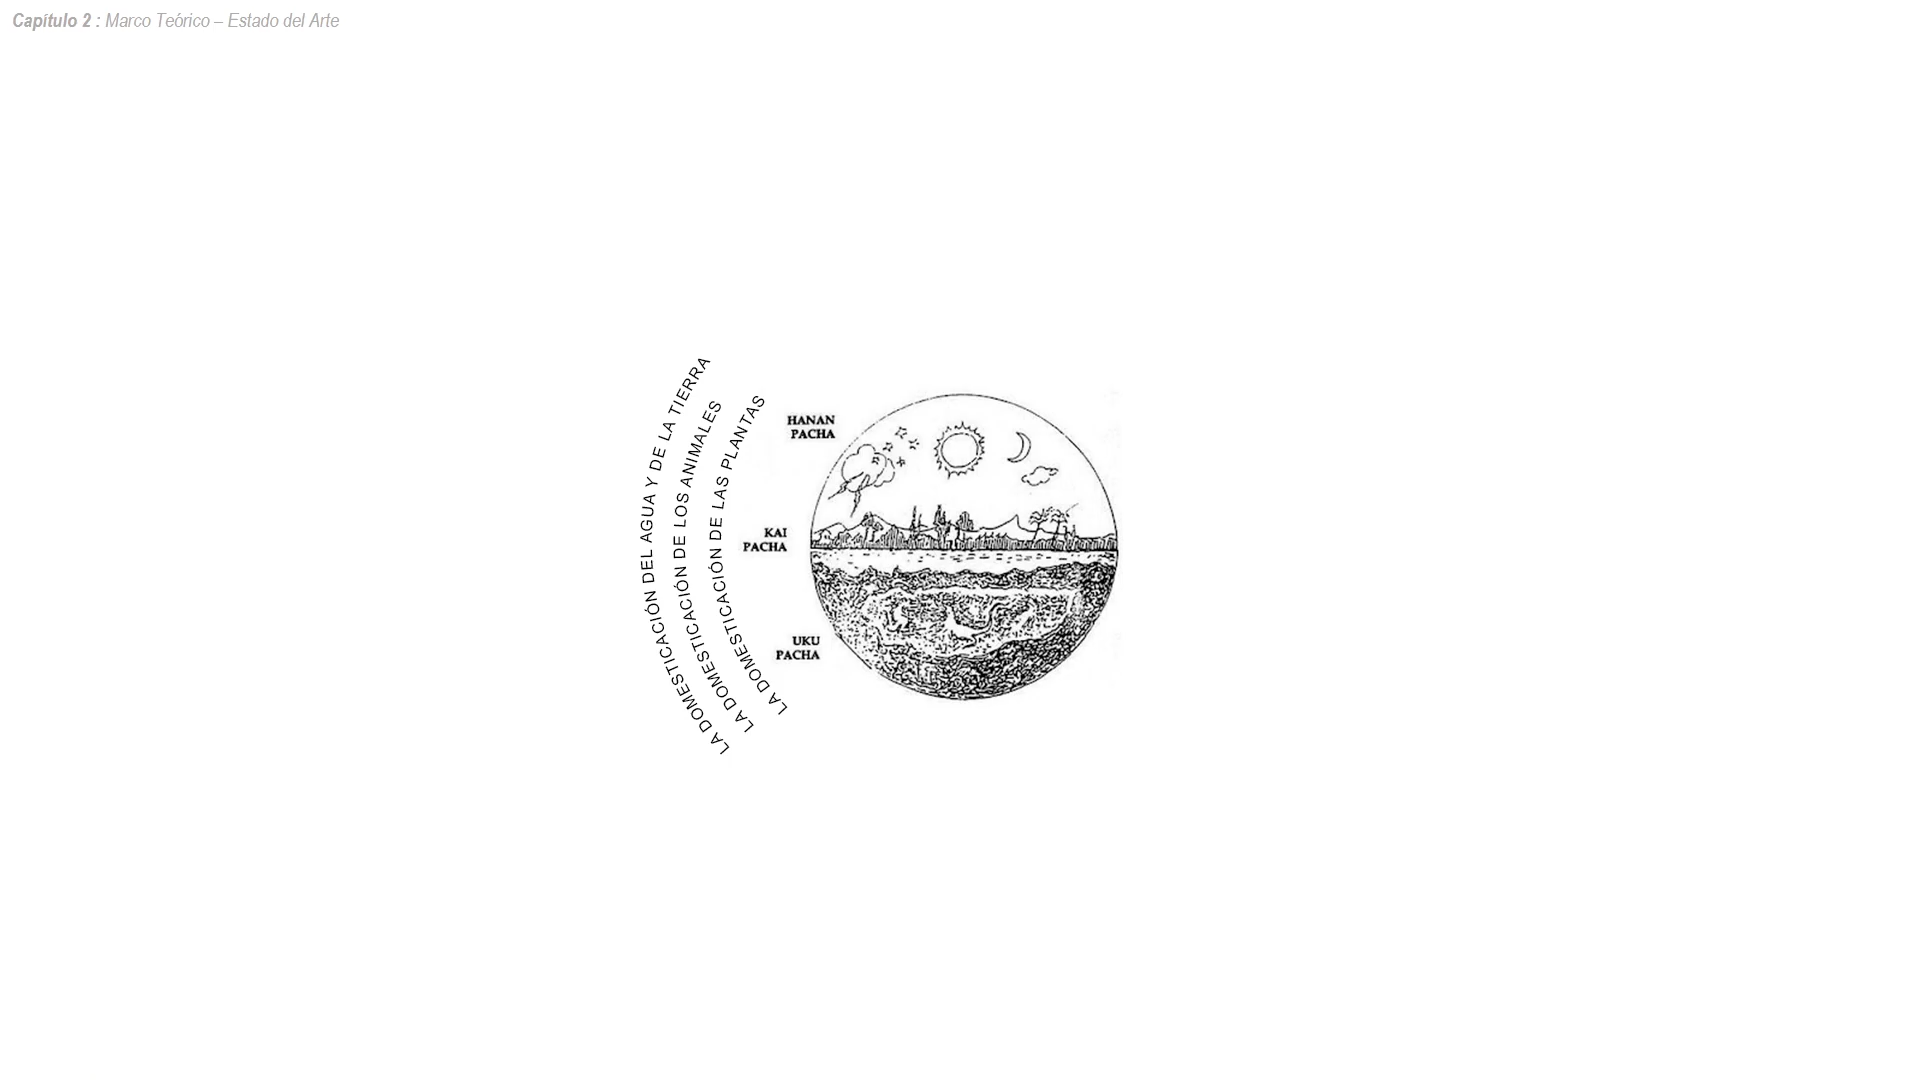 Capítulo 2 : Marco Teórico – Estado del Arte
LA DOMESTICACIÓN DEL AGUA Y DE LA TIERRA
LA DOMESTICACIÓN DE LOS ANIMALES
LA DOMESTICACIÓN DE LAS PLANTAS
HANAN
PACHA
KAI
PACHA
UKU
PACHA